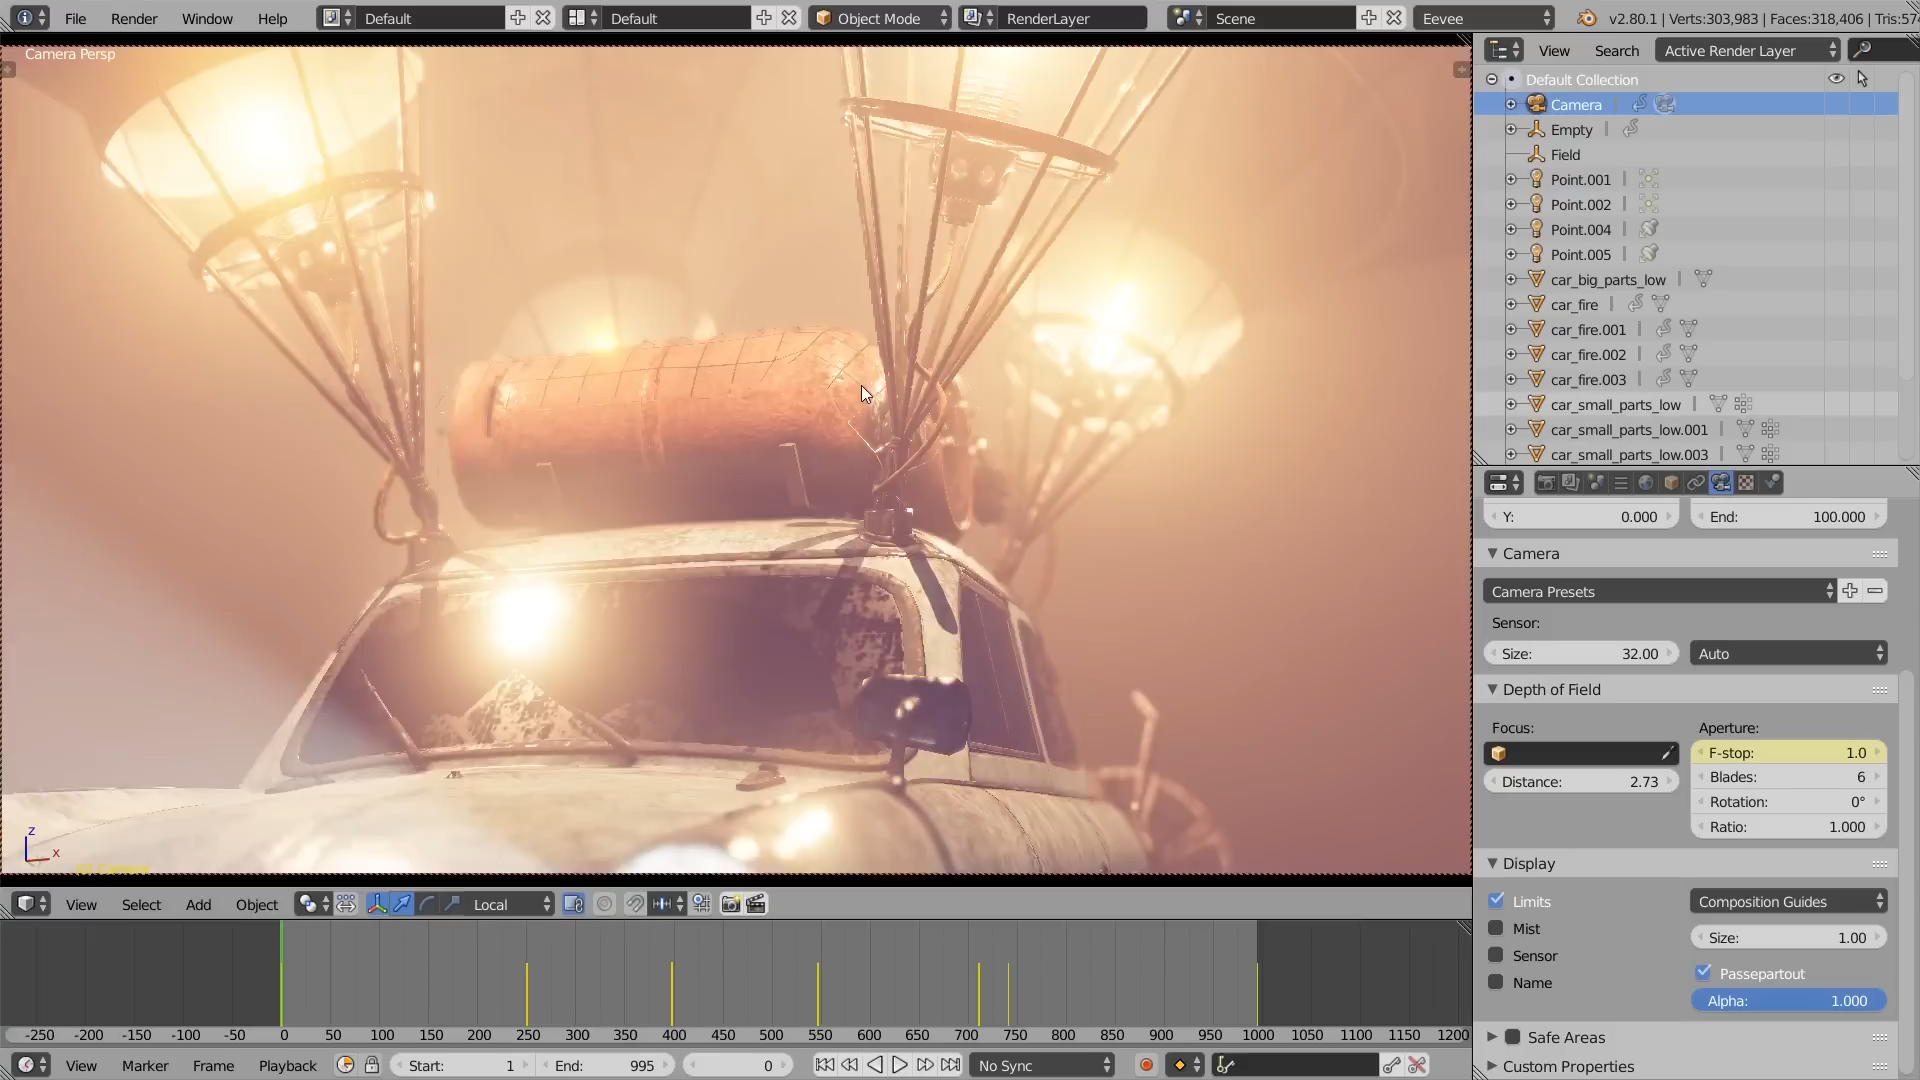 File Render Window Help Default Default Object Mode RenderLayer Scene Eevee v2.80.1 | Verts:303,983 | Faces:318,406 | Tris:574
Camera Persp
View Search Active Render Layer
Default Collection
Camera
Empty
Field
Point.001
Point.002
Point.004
Point.005
car_big_parts_low
car_fire
car_fire.001
car_fire.002
car_fire.003
car_small_parts_low
car_small_parts_low.001
car_small_parts_low.003
Y: 0.000 End: 100.000
Camera
Camera Presets
Sensor:
Size: 32.00 Auto
Depth of Field
Focus: Aperture:
F-stop: 1.0
Distance: 2.73 Blades: 6
Rotation: 0°
Ratio: 1.000
Display
Limits Composition Guides
Mist Size: 1.00
Sensor
Passepartout
Name
Alpha: 1.000
Safe Areas
Custom Properties
z
x
(0) Camera
View Select Add Object Local
-250 -200 -150 -100 -50 0 50 100 150 200 250 300 350 400 450 500 550 600 650 700 750 800 850 900 950 1000 1050 1100 1150 1200
View Marker Frame Playback Start: 1 End: 995 0 No Sync